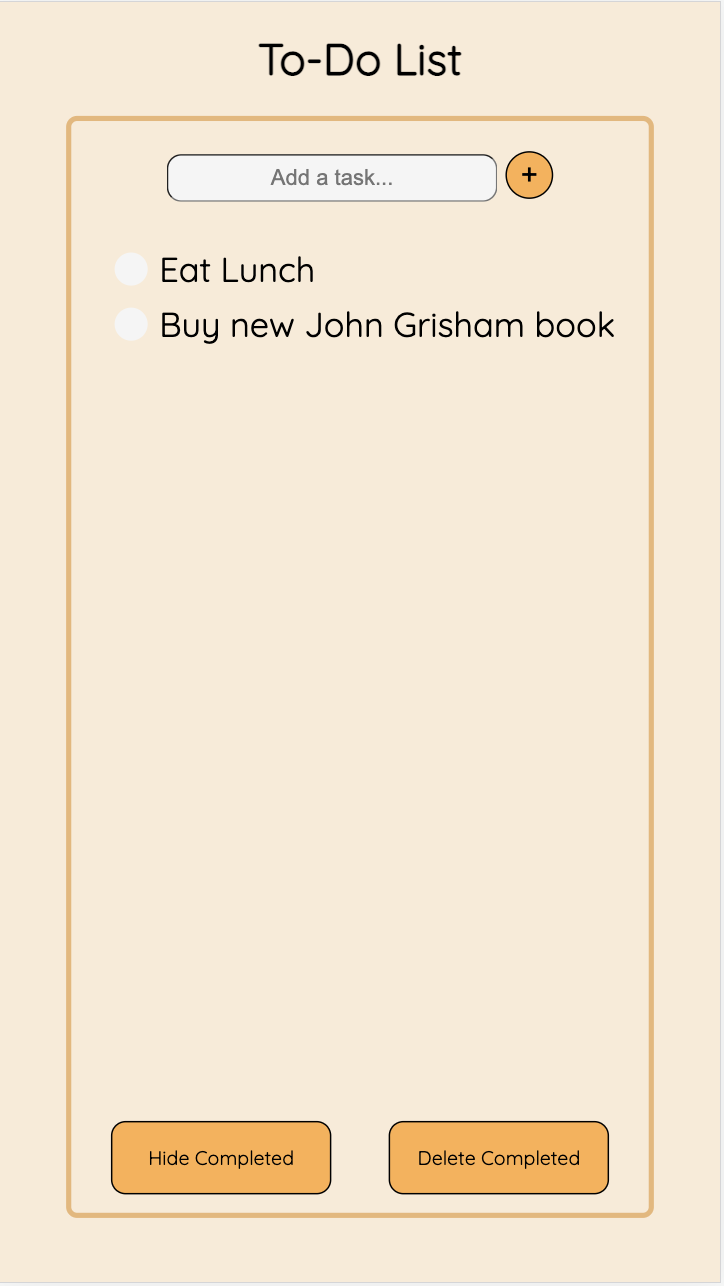 To-Do List
Add a task...
+
Eat Lunch
Buy new John Grisham book
Hide Completed
Delete Completed